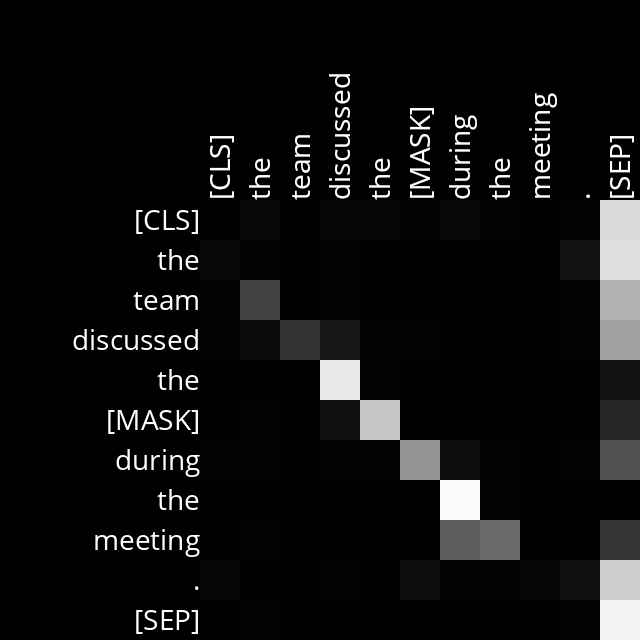 [CLS]
the
team
discussed
the
[MASK]
during
the
meeting
.
[SEP]
[CLS]
the
team
discussed
the
[MASK]
during
the
meeting
.
[SEP]